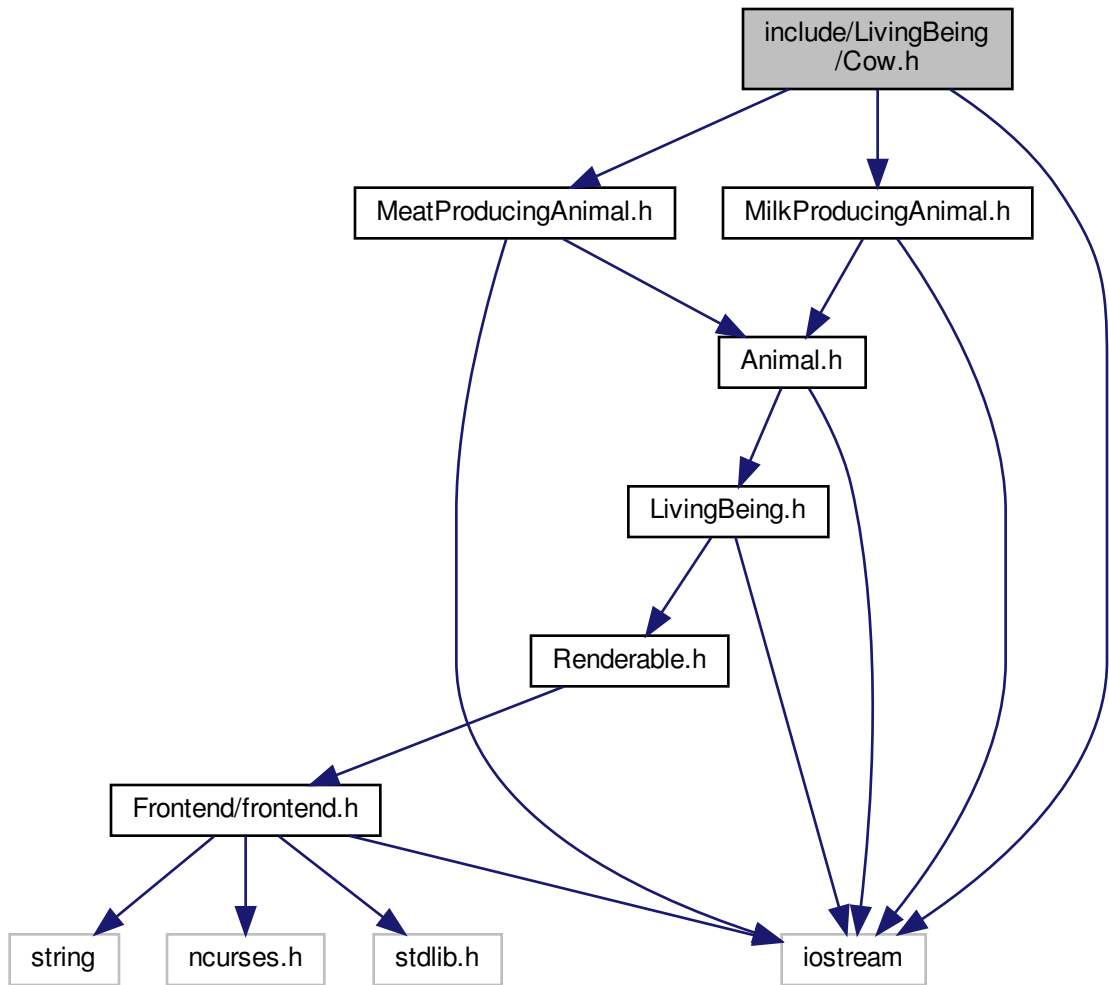 include/LivingBeing
/Cow.h
MeatProducingAnimal.h
MilkProducingAnimal.h
Animal.h
LivingBeing.h
Renderable.h
Frontend/frontend.h
string
ncurses.h
stdlib.h
iostream